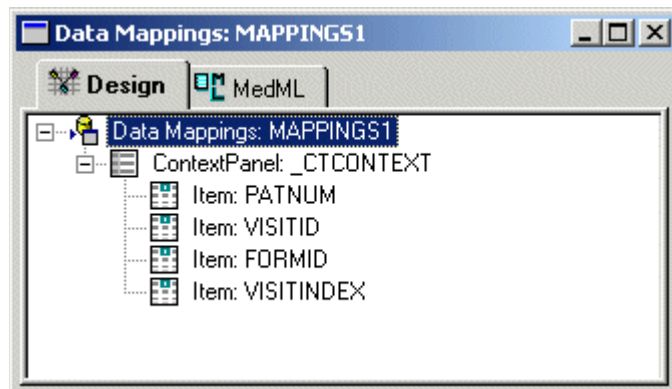 Data Mappings: MAPPINGS1
Design MedML
Data Mappings: MAPPINGS1
ContextPanel: _CTCONTEXT
Item: PATNUM
Item: VISITID
Item: FORMID
Item: VISITINDEX